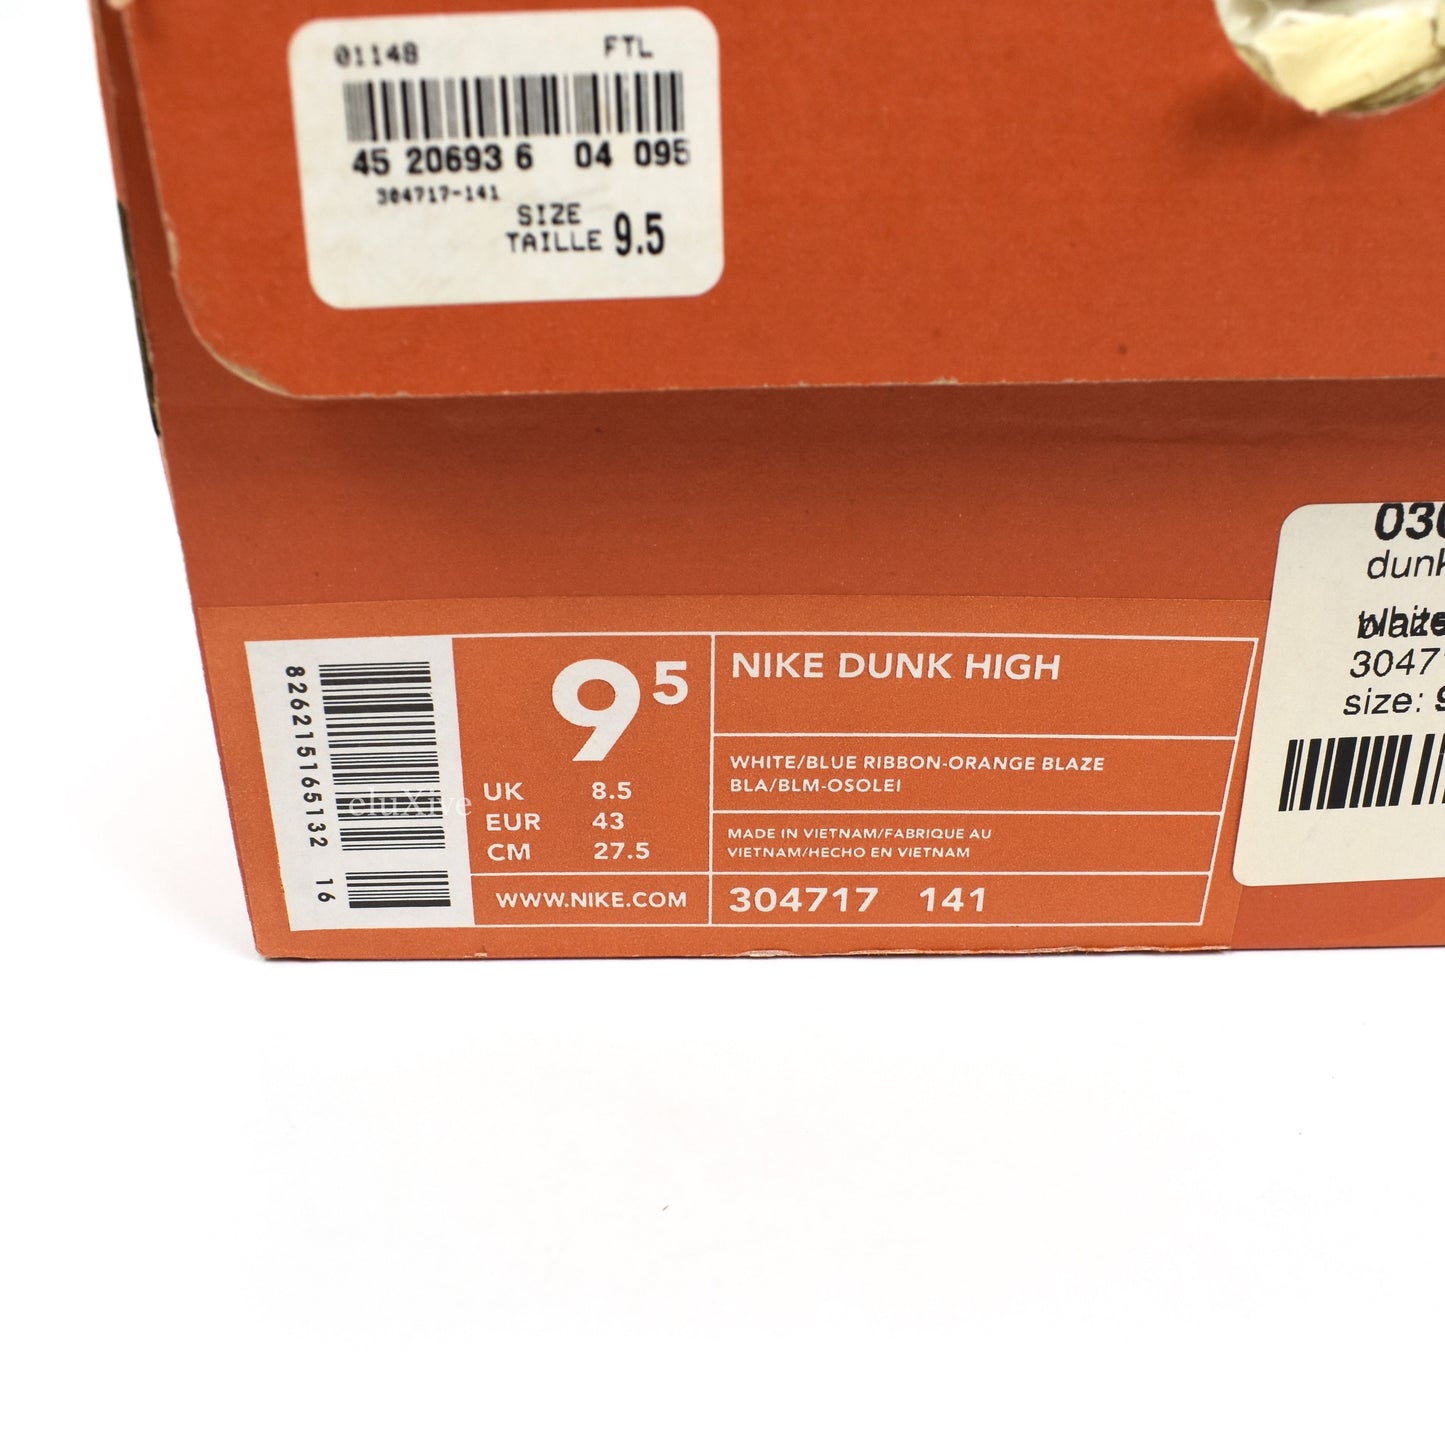 01148 FTL
45 20693 6 04 095
304717-141
SIZE
TAILLE 9.5
dunk
size:
826215165132 16
9 5
UK 8.5
EUR 43
CM 27.5
WWW.NIKE.COM
NIKE DUNK HIGH
WHITE/BLUE RIBBON-ORANGE BLAZE
BLA/BLM-OSOLEI
MADE IN VIETNAM/FABRIQUE AU
VIETNAM/HECHO EN VIETNAM
304717 141
eluXive